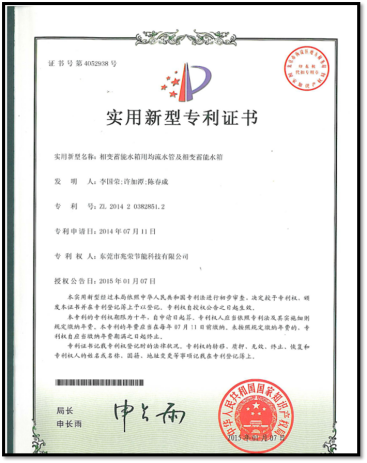 证书号第4052938号
实用新型专利证书
实用新型名称：相变蓄能水箱用均流水管及相变蓄能水箱
发 明 人：李国荣;许加潭;陈春成
专 利 号：ZL 2014 2 0382851.2
专利申请日：2014年07月11日
专 利 权 人：东莞市兆荣节能科技有限公司
授权公告日：2015年01月07日
本实用新型经过本局依照中华人民共和国专利法进行初步审查，决定授予专利权，颁
发本证书并在专利登记簿上予以登记。专利权自授权公告之日起生效。
本专利的专利权期限为十年，自申请日起算。专利权人应当依照专利法及其实施细则
规定缴纳年费。本专利的年费应当在每年07月11日前缴纳。未按照规定缴纳年费的，专利
权自应当缴纳年费期满之日起终止。
专利证书记载专利权登记时的法律状况。专利权的转移、质押、无效、终止、恢复和
专利权人的姓名或名称、国籍、地址变更等事项记载在专利登记簿上。
局长
申长雨
申长雨
中华人民共和国国家知识产权局
2015年01月07日